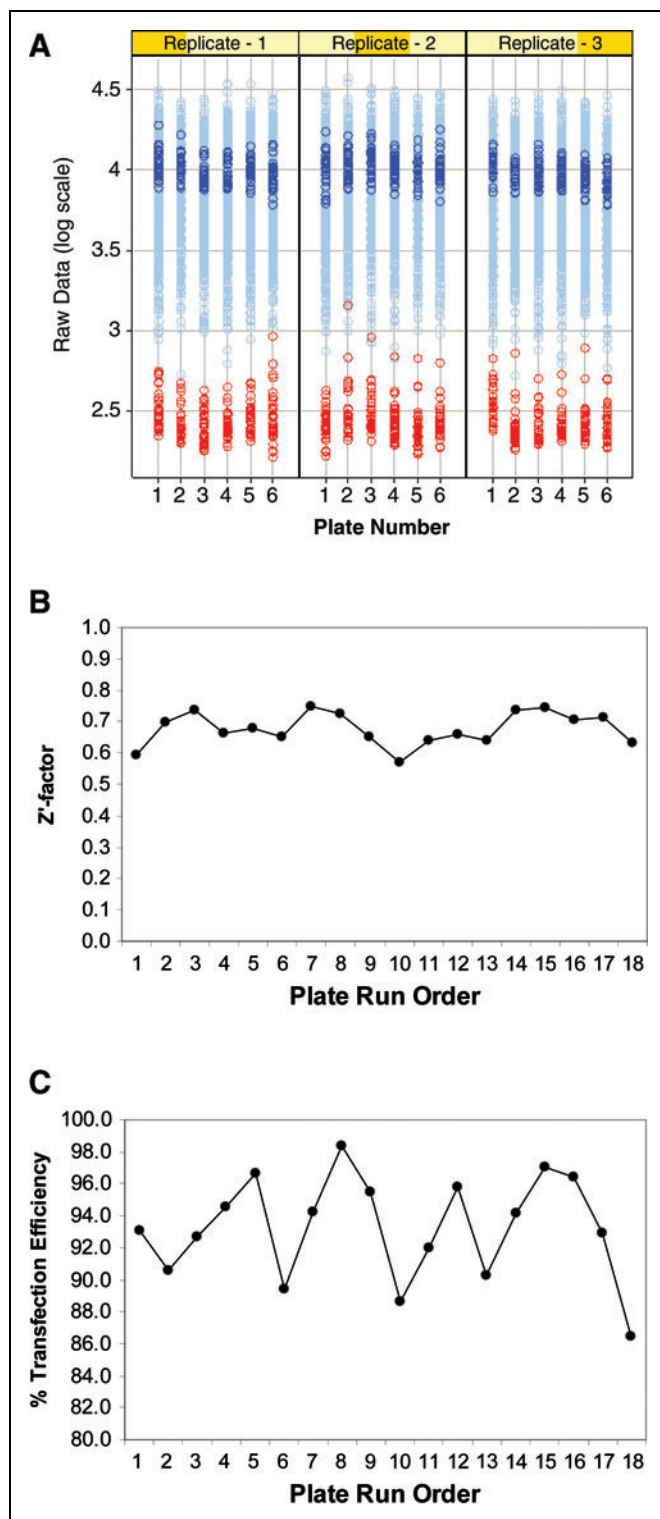 A
Replicate - 1 Replicate - 2 Replicate - 3
Raw Data (log scale)
4.5
4
3.5
3
2.5
1 2 3 4 5 6 1 2 3 4 5 6 1 2 3 4 5 6
Plate Number
B
Z'-factor
1.0
0.9
0.8
0.7
0.6
0.5
0.4
0.3
0.2
0.1
0.0
1 2 3 4 5 6 7 8 9 10 11 12 13 14 15 16 17 18
Plate Run Order
C
% Transfection Efficiency
100.0
98.0
96.0
94.0
92.0
90.0
88.0
86.0
84.0
82.0
80.0
1 2 3 4 5 6 7 8 9 10 11 12 13 14 15 16 17 18
Plate Run Order